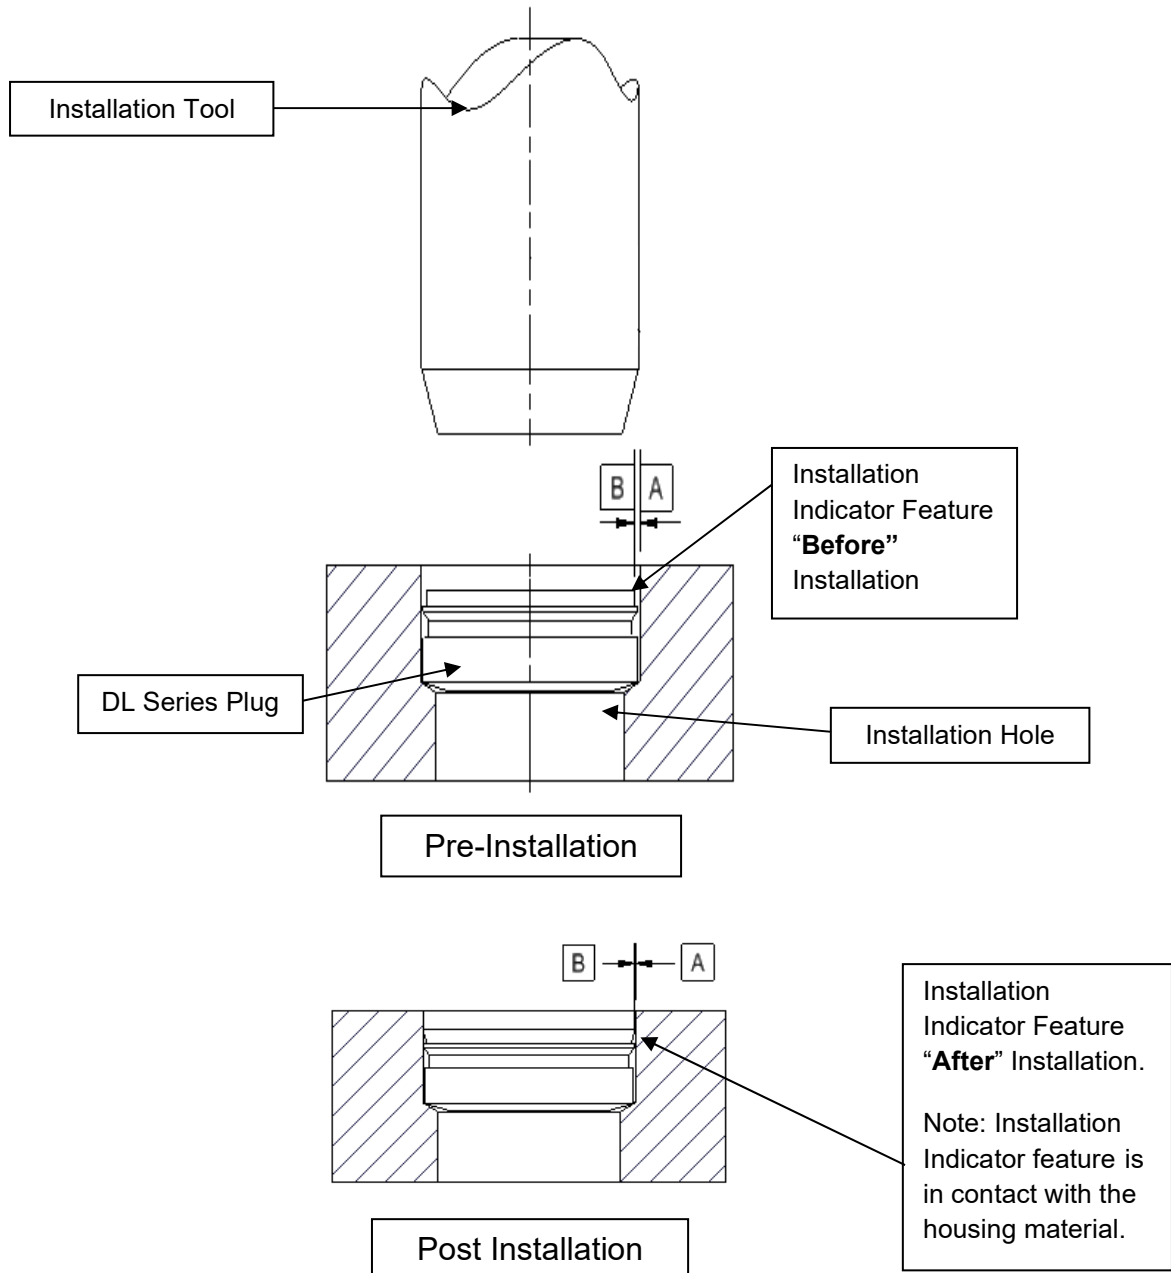 Installation Tool
B A
Installation
Indicator Feature
“Before”
Installation
DL Series Plug
Installation Hole
Pre-Installation
B A
Installation
Indicator Feature
“After” Installation.
Note: Installation
Indicator feature is
in contact with the
housing material.
Post Installation